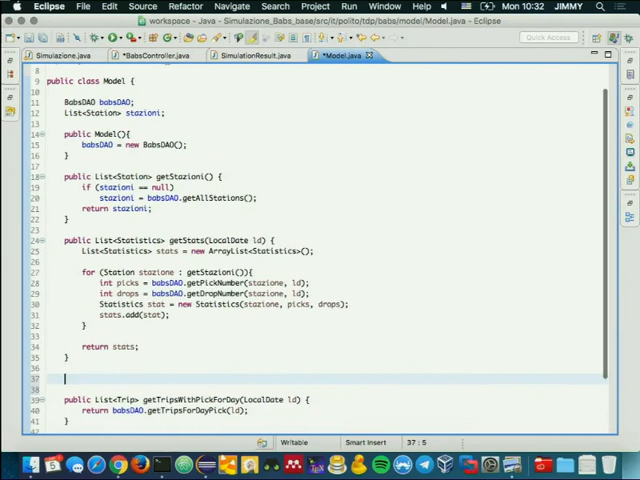 Eclipse File Edit Source Refactor Navigate Search Project Run Window Help Mon 10:32 JIMMY
workspace - Java - Simulazione_Babs_base/src/it/polito/tdp/babs/model/Model.java - Eclipse
Quick Access
Simulazione.java *BabsController.java SimulationResult.java *Model.java
8
9 public class Model {
10
11 BabsDAO babsDAO;
12 List<Station> stazioni;
13
14 public Model(){
15 babsDAO = new BabsDAO();
16 }
17
18 public List<Station> getStazioni() {
19 if (stazioni == null)
20 stazioni = babsDAO.getAllStations();
21 return stazioni;
22 }
23
24 public List<Statistics> getStats(LocalDate ld) {
25 List<Statistics> stats = new ArrayList<Statistics>();
26
27 for (Station stazione : getStazioni()){
28 int picks = babsDAO.getPickNumber(stazione, ld);
29 int drops = babsDAO.getDropNumber(stazione, ld);
30 Statistics stat = new Statistics(stazione, picks, drops);
31 stats.add(stat);
32 }
33
34 return stats;
35 }
36
37
38
39 public List<Trip> getTripsWithPickForDay(LocalDate ld) {
40 return babsDAO.getTripsForDayPick(ld);
41 }
Writable Smart Insert 37 : 5